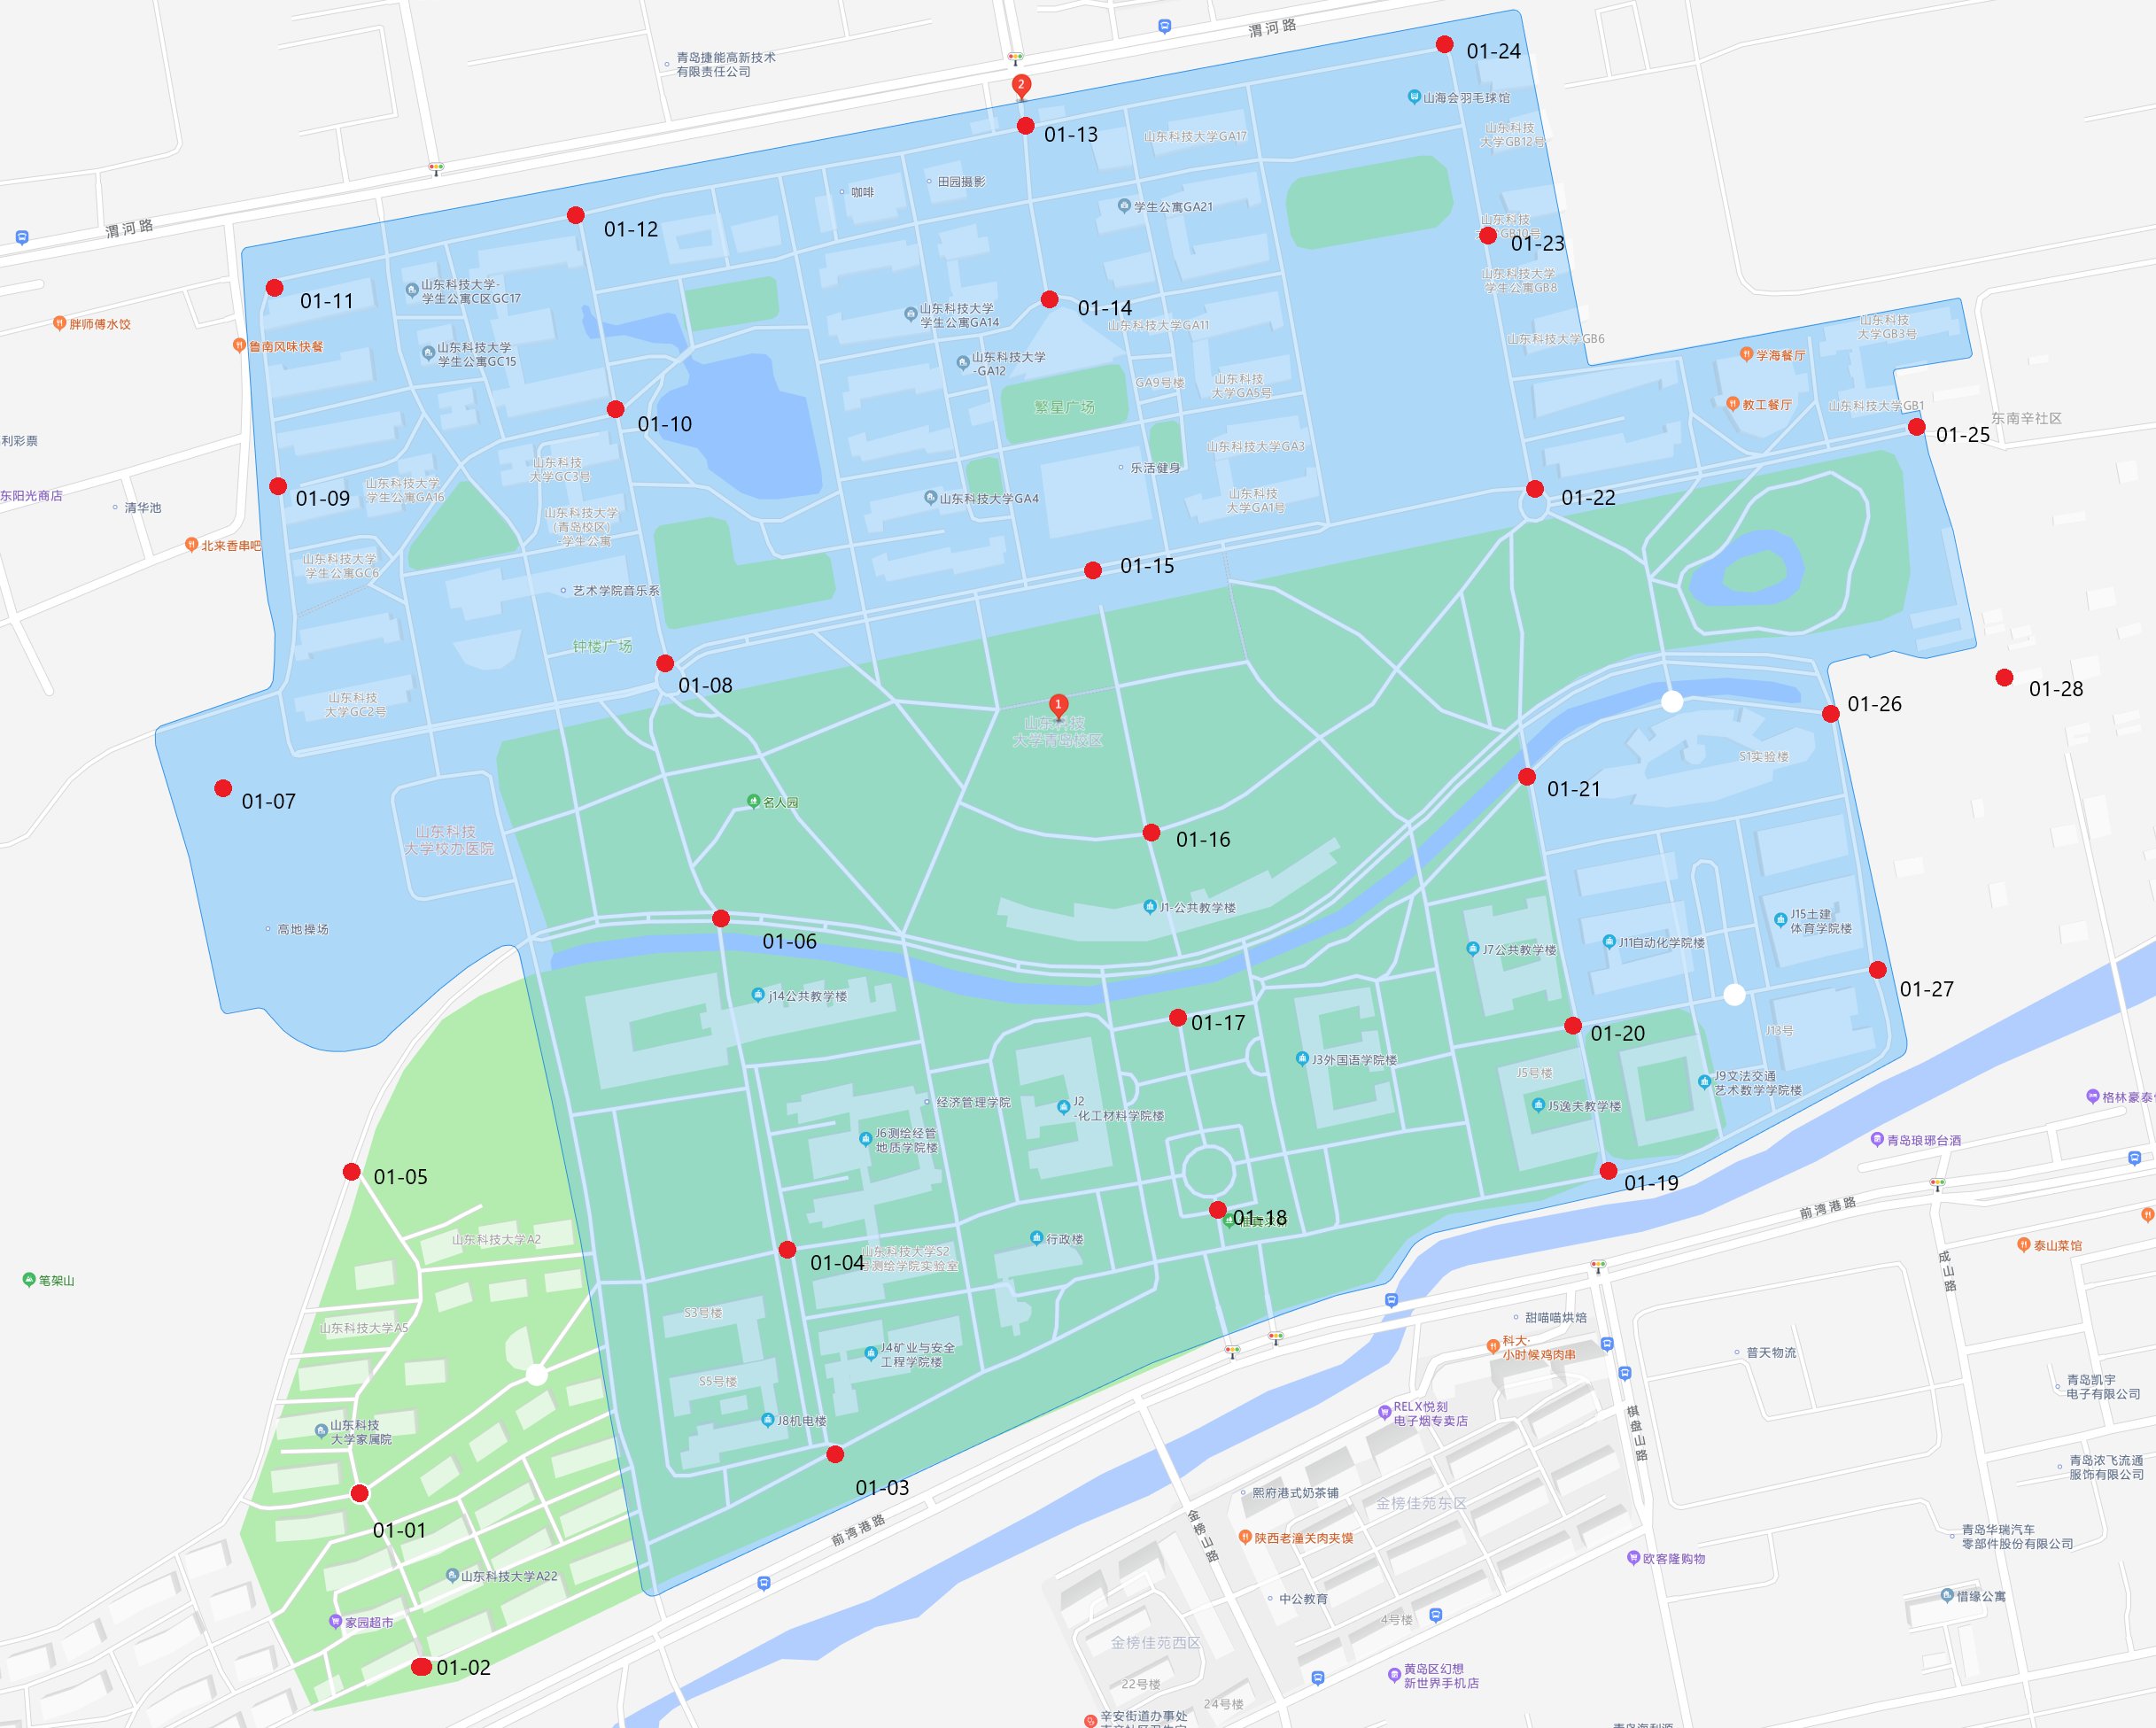 渭河路
青岛捷能高新技术
有限责任公司
01-24
山海会羽毛球馆
2
01-13
山东科技大学GA17
山东科技
大学GB12号
咖啡
田园摄影
学生公寓GA21
渭河路
01-12
山东科技
01-23
山东科技大学
学生公寓GB8
01-11
山东科技大学-
学生公寓C区GC17
山东科技大学
学生公寓GA14
01-14
山东科技大学GA11
胖师傅水饺
鲁南风味快餐
山东科技大学
学生公寓GC15
山东科技大学
-GA12
GA9号楼
山东科技
大学GA5号
山东科技大学GB6
学海餐厅
山东科技
大学GB3号
教工餐厅
山东科技大学GB1
繁星广场
01-10
01-25
东南辛社区
利彩票
山东科技大学GA3
乐活健身
山东科技
大学GC3号
山东科技大学
学生公寓GA16
01-09
东阳光商店
清华池
山东科技大学GA4
山东科技
大学GA1号
01-22
山东科技大学
(青岛校区)
-学生公寓
北来香串吧
山东科技大学
学生公寓GC6
01-15
艺术学院音乐系
钟楼广场
01-08
山东科技
大学GC2号
1
山东科技
大学青岛校区
01-28
01-26
S1实验楼
01-21
01-07
名人园
山东科技
大学校办医院
01-16
J1-公共教学楼
高地操场
01-06
J7公共教学楼
J11自动化学院楼
J15土建
体育学院楼
j14公共教学楼
01-27
01-17
01-20
J13号
J3外国语学院楼
J5号楼
J9文法交通
艺术数学学院楼
经济管理学院
J2
-化工材料学院楼
J5逸夫教学楼
格林豪泰
J6测绘经管
地质学院楼
青岛琅琊台酒
01-05
01-19
前湾港路
01-18
山东科技大学A2
行政楼
01-04
山东科技大学S2
测绘学院实验室
泰山菜馆
成山路
笔架山
S3号楼
山东科技大学A5
甜喵喵烘焙
J4矿业与安全
工程学院楼
科大·
小时候鸡肉串
普天物流
S5号楼
青岛凯宇
电子有限公司
J8机电楼
RELX悦刻
电子烟专卖店
棋盘山路
山东科技
大学家属院
青岛浓飞流通
服饰有限公司
01-03
熙府港式奶茶铺
金榜佳苑东区
01-01
前湾港路
金榜山路
陕西老潼关肉夹馍
青岛华瑞汽车
零部件股份有限公司
欧客隆购物
山东科技大学A22
中公教育
惜缘公寓
家园超市
4号楼
金榜佳苑西区
01-02
黄岛区幻想
新世界手机店
22号楼
24号楼
辛安街道办事处